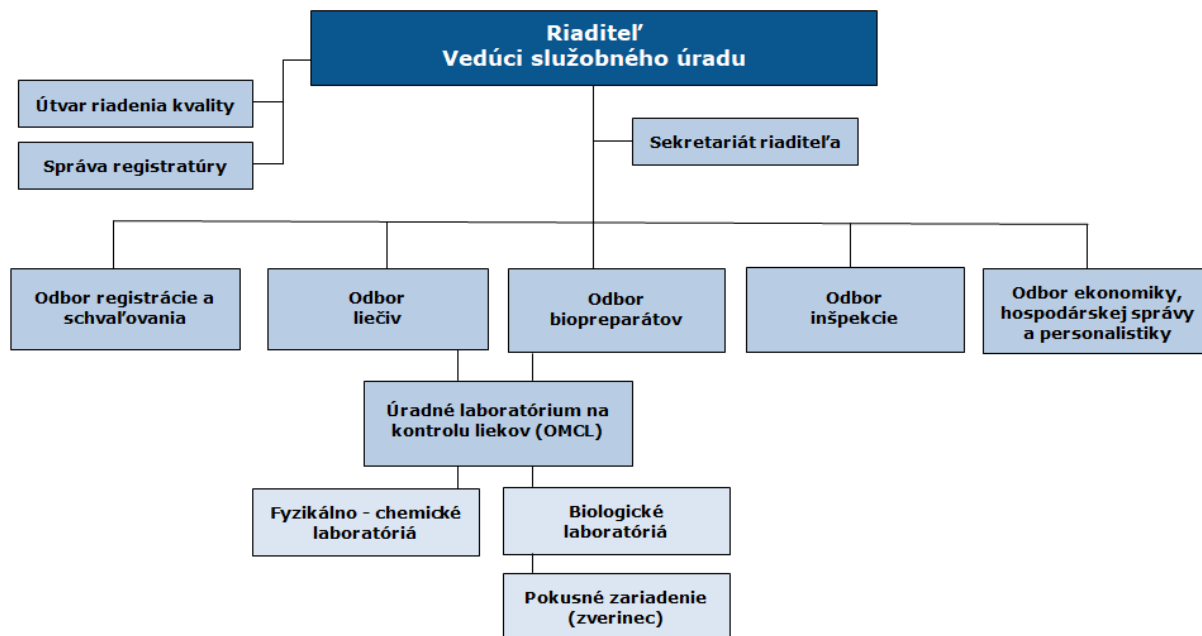 Riaditeľ
Vedúci služobného úradu
Útvar riadenia kvality
Sekretariát riaditeľa
Správa registratúry
Odbor registrácie a
schvaľovania
Odbor
liečiv
Odbor
biopreparátov
Odbor
inšpekcie
Odbor ekonomiky,
hospodárskej správy
a personalistiky
Úradné laboratórium na
kontrolu liekov (OMCL)
Fyzikálno - chemické
laboratóriá
Biologické
laboratóriá
Pokusné zariadenie
(zverinec)